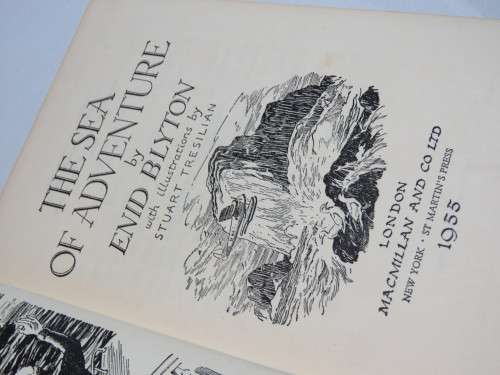 THE SEA
OF ADVENTURE
by
ENID BLYTON
with illustrations by
STUART TRESILIAN
LONDON
MACMILLAN AND CO LTD
NEW YORK · ST MARTIN'S PRESS
1955